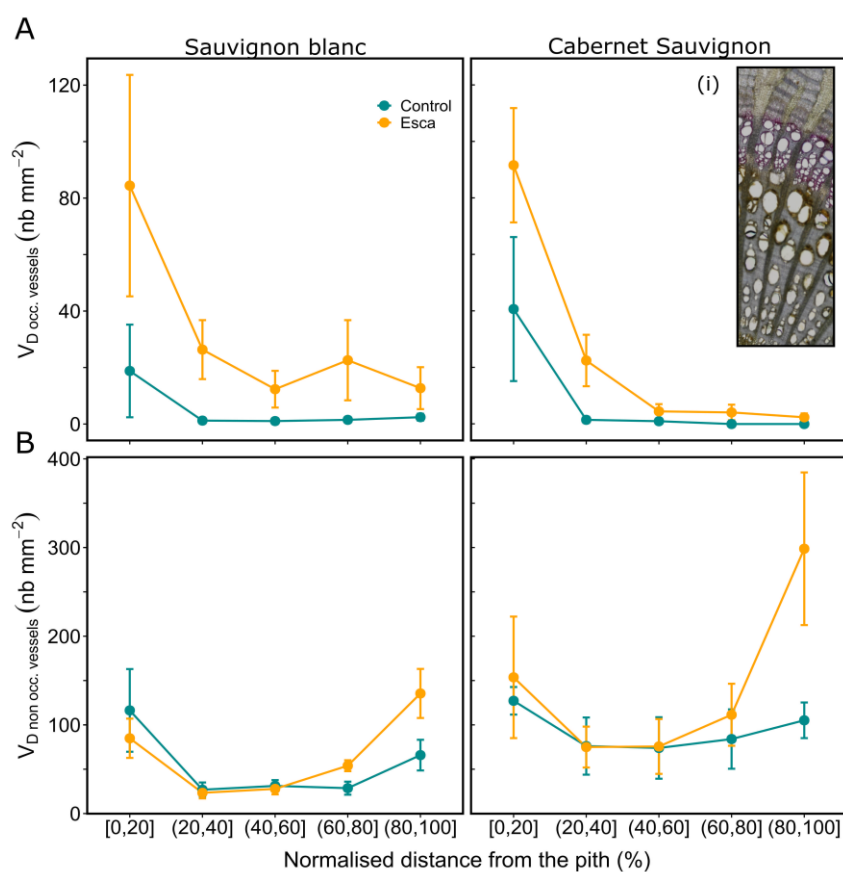 A
Sauvignon blanc
Cabernet Sauvignon
(i)
Control
Esca
V_D occ. vessels (nb mm⁻²)
120
80
40
0
B
V_D non occ. vessels (nb mm⁻²)
400
300
200
100
0
[0,20] (20,40] (40,60] (60,80] (80,100] [0,20] (20,40] (40,60] (60,80] (80,100]
Normalised distance from the pith (%)